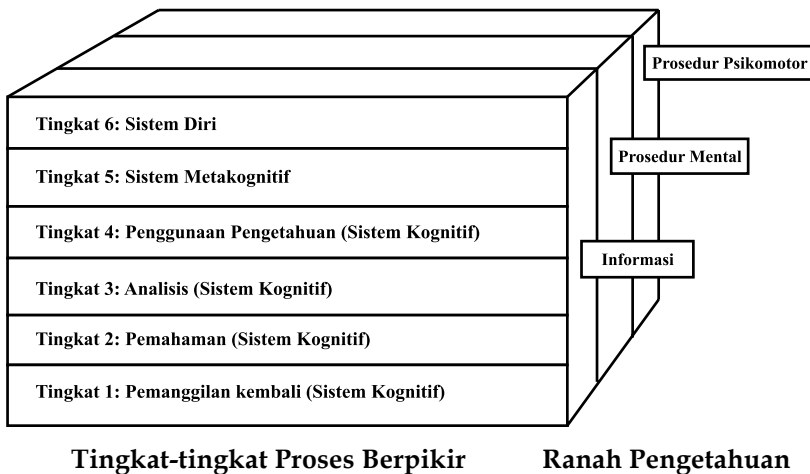 Prosedur Psikomotor
Tingkat 6: Sistem Diri
Prosedur Mental
Tingkat 5: Sistem Metakognitif
Tingkat 4: Penggunaan Pengetahuan (Sistem Kognitif)
Informasi
Tingkat 3: Analisis (Sistem Kognitif)
Tingkat 2: Pemahaman (Sistem Kognitif)
Tingkat 1: Pemanggilan kembali (Sistem Kognitif)
Tingkat-tingkat Proses Berpikir
Ranah Pengetahuan